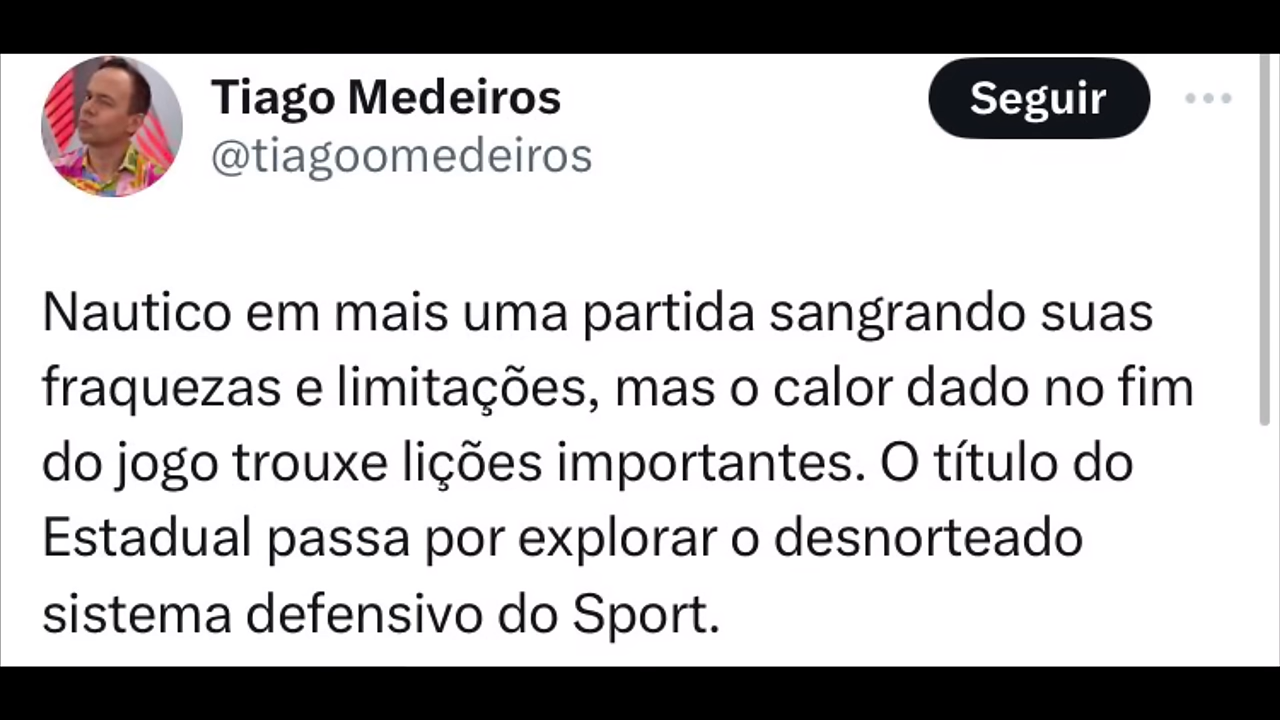 Tiago Medeiros
@tiagoomedeiros
Seguir
Nautico em mais uma partida sangrando suas
fraquezas e limitações, mas o calor dado no fim
do jogo trouxe lições importantes. O título do
Estadual passa por explorar o desnorteado
sistema defensivo do Sport.